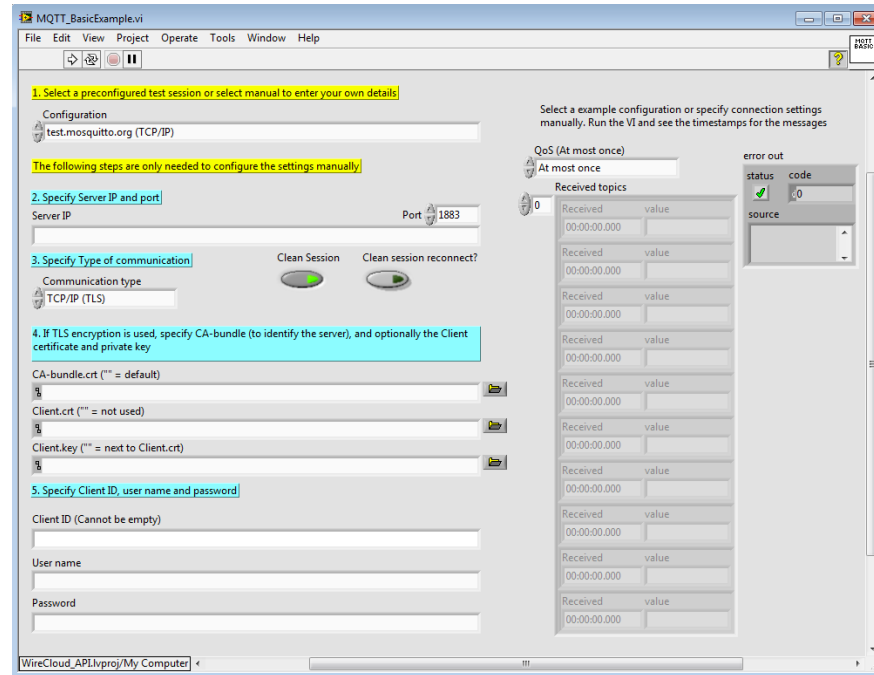 MQTT_BasicExample.vi
File Edit View Project Operate Tools Window Help
MQTT
BASIC
1. Select a preconfigured test session or select manual to enter your own details
Configuration
test.mosquitto.org (TCP/IP)
The following steps are only needed to configure the settings manually
2. Specify Server IP and port
Server IP
Port 1883
3. Specify Type of communication
Clean Session
Clean session reconnect?
Communication type
TCP/IP (TLS)
4. If TLS encryption is used, specify CA-bundle (to identify the server), and optionally the Client
certificate and private key
CA-bundle.crt ("" = default)
Client.crt ("" = not used)
Client.key ("" = next to Client.crt)
5. Specify Client ID, user name and password
Client ID (Cannot be empty)
User name
Password
Select a example configuration or specify connection settings
manually. Run the VI and see the timestamps for the messages
QoS (At most once)
At most once
Received topics
0
Received value
00:00:00.000
Received value
00:00:00.000
Received value
00:00:00.000
Received value
00:00:00.000
Received value
00:00:00.000
Received value
00:00:00.000
Received value
00:00:00.000
Received value
00:00:00.000
Received value
00:00:00.000
Received value
00:00:00.000
error out
status code
0
source
WireCloud_API.lvproj/My Computer